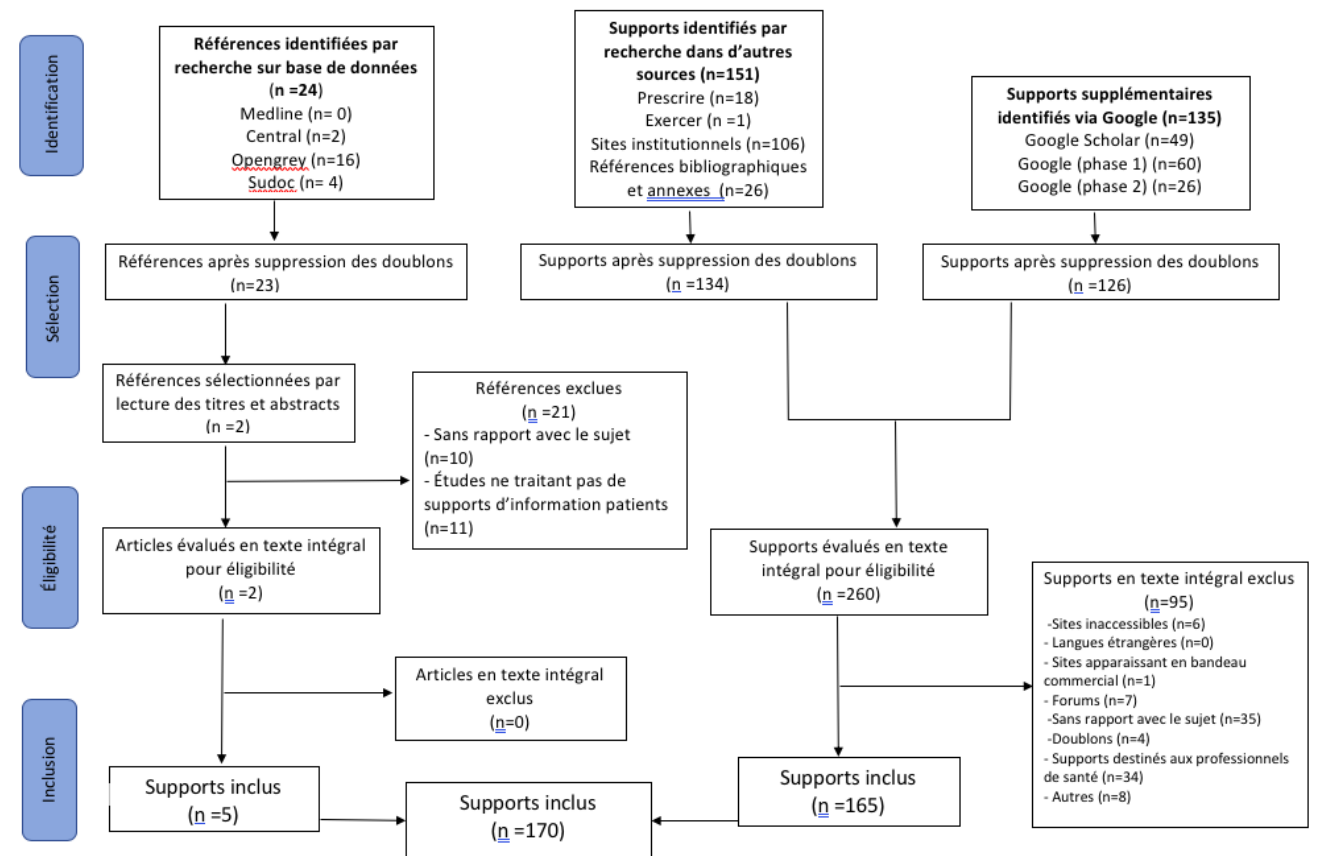 Identification
Références identifiées par
recherche sur base de données
(n =24)
Medline (n= 0)
Central (n=2)
Opengrey (n=16)
Sudoc (n= 4)
Supports identifiés par
recherche dans d'autres
sources (n=151)
Prescrire (n=18)
Exercer (n =1)
Sites institutionnels (n=106)
Références bibliographiques
et annexes (n=26)
Supports supplémentaires
identifiés via Google (n=135)
Google Scholar (n=49)
Google (phase 1) (n=60)
Google (phase 2) (n=26)
Sélection
Références après suppression des doublons
(n=23)
Supports après suppression des doublons
(n =134)
Supports après suppression des doublons
(n =126)
Références sélectionnées par
lecture des titres et abstracts
(n =2)
Références exclues
(n =21)
- Sans rapport avec le sujet
(n=10)
- Études ne traitant pas de
supports d'information patients
(n=11)
Éligibilité
Articles évalués en texte intégral
pour éligibilité
(n =2)
Supports évalués en texte
intégral pour éligibilité
(n =260)
Supports en texte intégral exclus
(n=95)
-Sites inaccessibles (n=6)
- Langues étrangères (n=0)
- Sites apparaissant en bandeau
commercial (n=1)
- Forums (n=7)
-Sans rapport avec le sujet (n=35)
-Doublons (n=4)
- Supports destinés aux professionnels
de santé (n=34)
- Autres (n=8)
Articles en texte intégral
exclus
(n=0)
Inclusion
Supports inclus
(n =5)
Supports inclus
(n =170)
Supports inclus
(n =165)